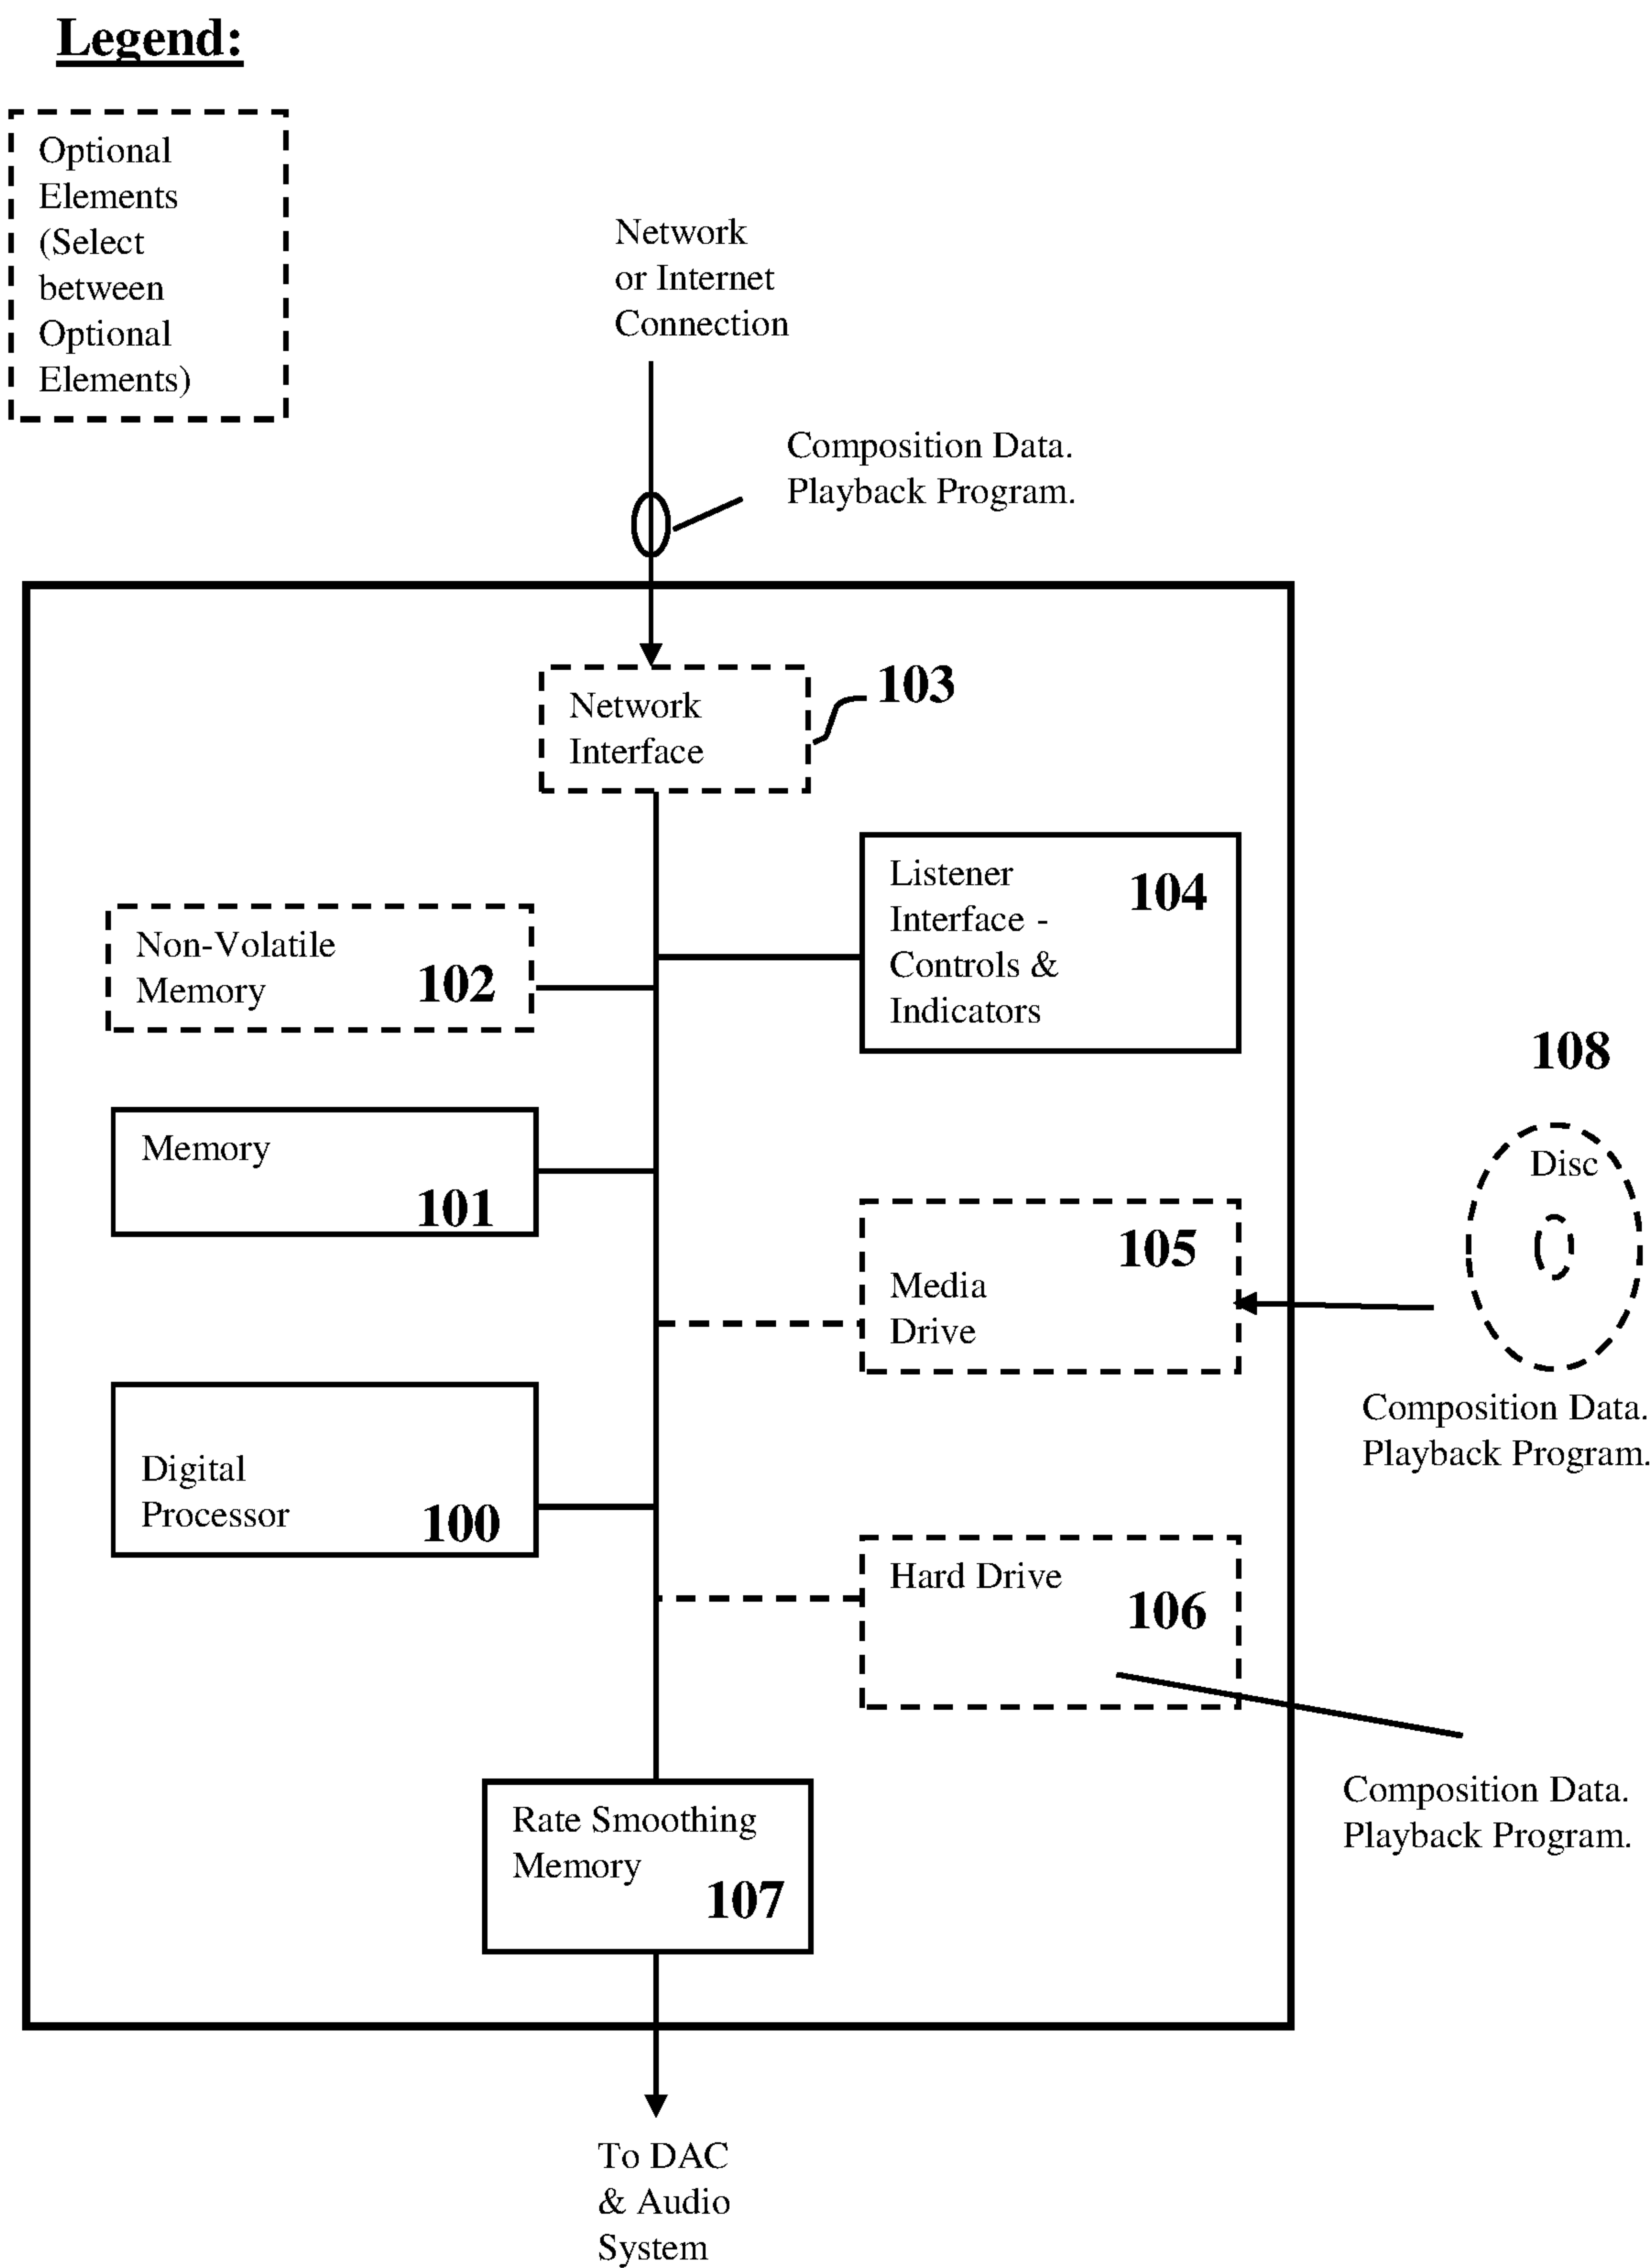 Legend:
Optional
Elements
(Select
between
Optional
Elements)
Network
or Internet
Connection
Composition Data.
Playback Program.
Network
Interface
103
Listener
Interface -
Controls &
Indicators
104
Non-Volatile
Memory
102
Memory
101
108
Disc
105
Media
Drive
Composition Data.
Playback Program.
Digital
Processor
100
Hard Drive
106
Composition Data.
Playback Program.
Rate Smoothing
Memory
107
To DAC
& Audio
System